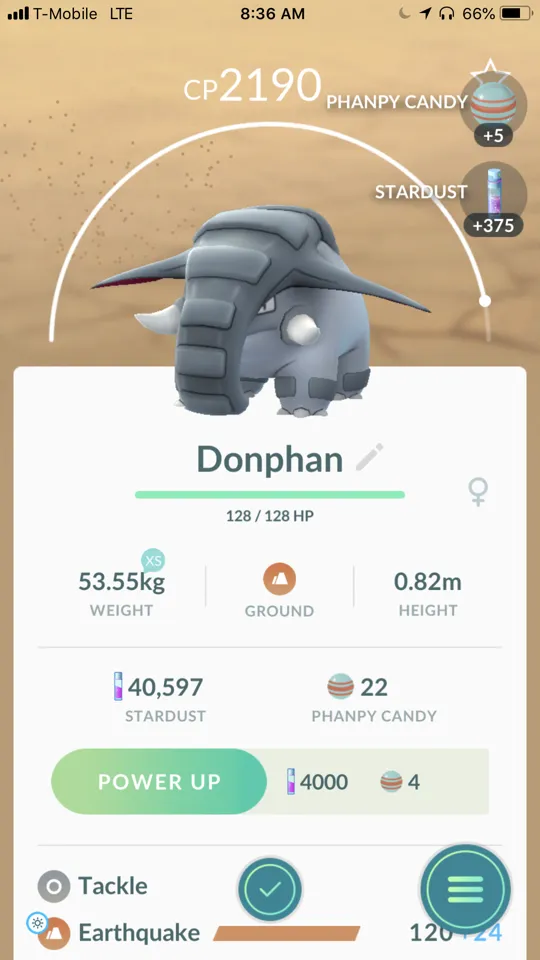 T-Mobile LTE 8:36 AM 66%
CP2190
PHANPY CANDY
+5
STARDUST
+375
Donphan
128 / 128 HP
XS
53.55kg
WEIGHT
GROUND
0.82m
HEIGHT
40,597
STARDUST
22
PHANPY CANDY
POWER UP 4000 4
Tackle
Earthquake 120 +24